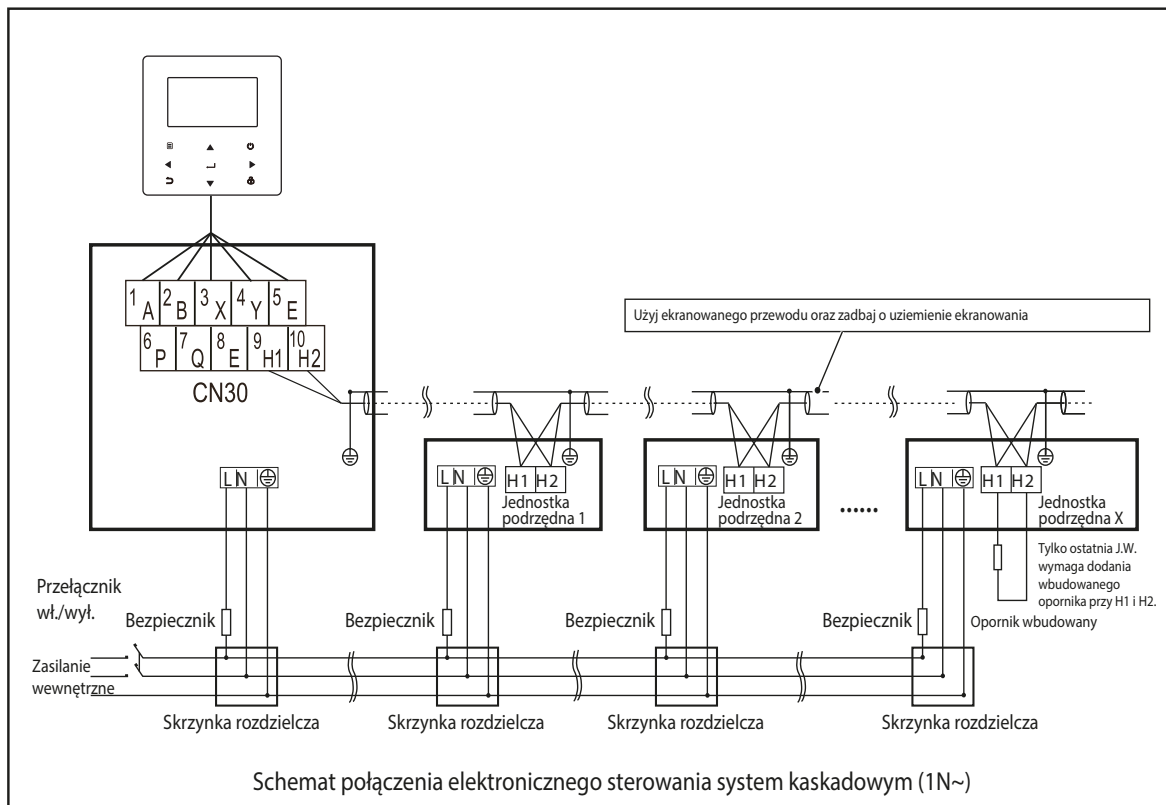 1 A 2 B 3 X 4 Y 5 E
6 P 7 Q 8 E 9 H1 10 H2
CN30
Użyj ekranowanego przewodu oraz zadbaj o uziemienie ekranowania
L N
L N
H1 H2
Jednostka
podrzędna 1
L N
H1 H2
Jednostka
podrzędna 2
......
L N
H1 H2
Jednostka
podrzędna X
Tylko ostatnia J.W.
wymaga dodania
wbudowanego
opornika przy H1 i H2.
Opornik wbudowany
Przełącznik
wł./wył.
Bezpiecznik
Bezpiecznik
Bezpiecznik
Bezpiecznik
Zasilanie
wewnętrzne
Skrzynka rozdzielcza
Skrzynka rozdzielcza
Skrzynka rozdzielcza
Skrzynka rozdzielcza
Schemat połączenia elektronicznego sterowania system kaskadowym (1N~)